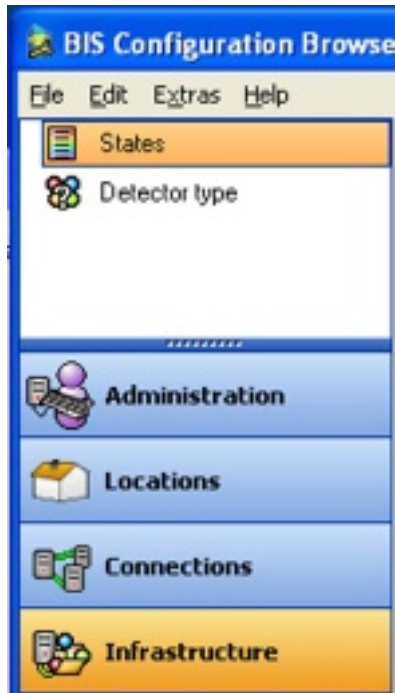 BIS Configuration Browse
File Edit Extras Help
States
Detector type
Administration
Locations
Connections
Infrastructure